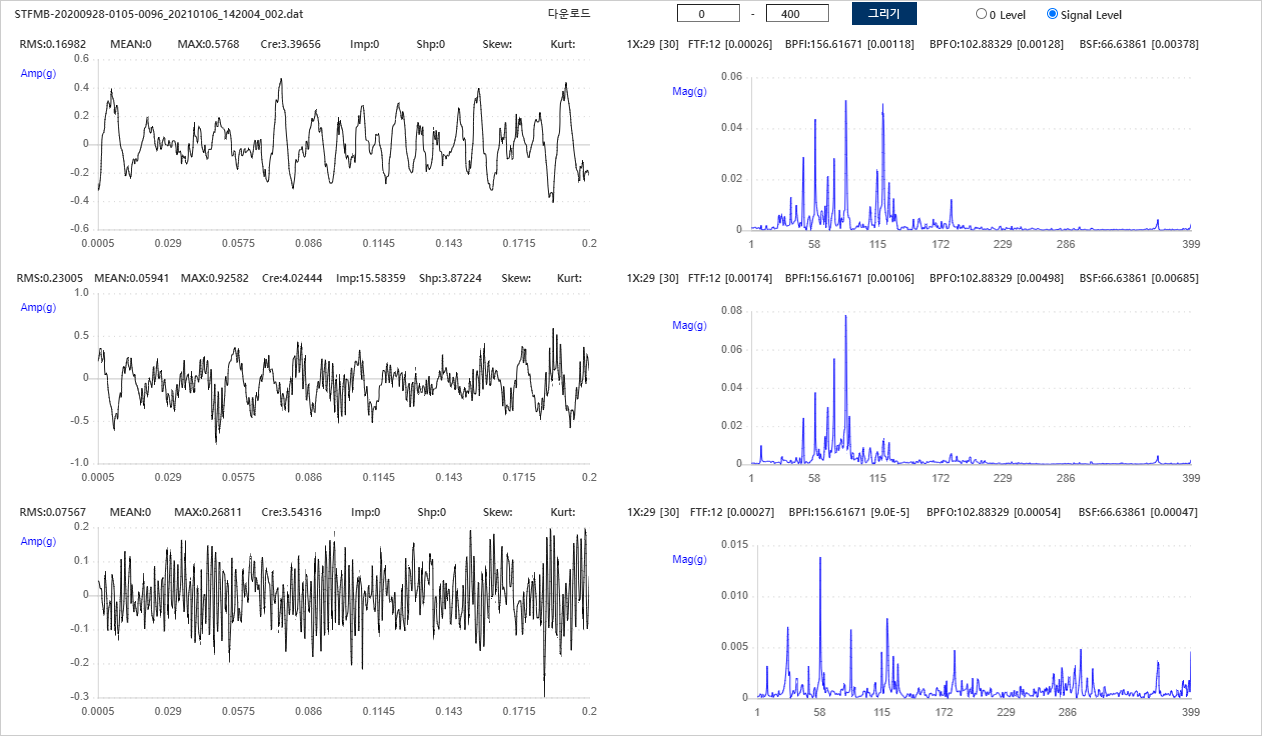 STFMB-20200928-0105-0096_20210106_142004_002.dat 다운로드 0 - 400 그리기 0 Level Signal Level
RMS:0.16982 MEAN:0 MAX:0.5768 Cre:3.39656 Imp:0 Shp:0 Skew: Kurt:
Amp(g)
0.6
0.4
0.2
0
-0.2
-0.4
-0.6
0.0005 0.029 0.0575 0.086 0.1145 0.143 0.1715 0.2
1X:29 [30] FTF:12 [0.00026] BPFI:156.61671 [0.00118] BPFO:102.88329 [0.00128] BSF:66.63861 [0.00378]
Mag(g)
0.06
0.04
0.02
0
1 58 115 172 229 286 399
RMS:0.23005 MEAN:0.05941 MAX:0.92582 Cre:4.02444 Imp:15.58359 Shp:3.87224 Skew: Kurt:
Amp(g)
1.0
0.5
0
-0.5
-1.0
0.0005 0.029 0.0575 0.086 0.1145 0.143 0.1715 0.2
1X:29 [30] FTF:12 [0.00174] BPFI:156.61671 [0.00106] BPFO:102.88329 [0.00498] BSF:66.63861 [0.00685]
Mag(g)
0.08
0.06
0.04
0.02
0
1 58 115 172 229 286 399
RMS:0.07567 MEAN:0 MAX:0.26811 Cre:3.54316 Imp:0 Shp:0 Skew: Kurt:
Amp(g)
0.2
0.1
0
-0.1
-0.2
-0.3
0.0005 0.029 0.0575 0.086 0.1145 0.143 0.1715 0.2
1X:29 [30] FTF:12 [0.00027] BPFI:156.61671 [9.0E-5] BPFO:102.88329 [0.00054] BSF:66.63861 [0.00047]
Mag(g)
0.015
0.010
0.005
0
1 58 115 172 229 286 399